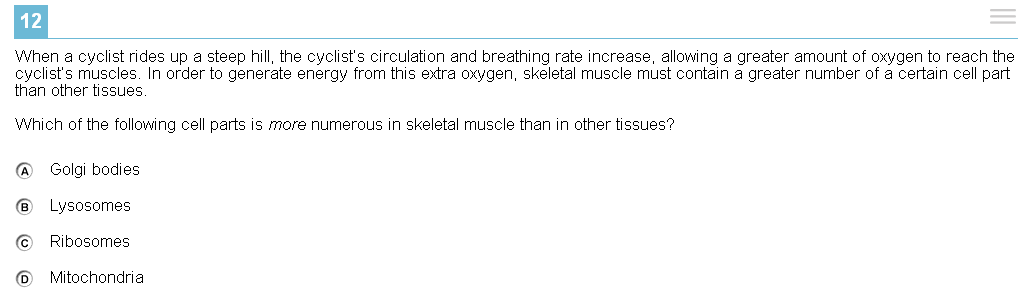 12
When a cyclist rides up a steep hill, the cyclist's circulation and breathing rate increase, allowing a greater amount of oxygen to reach the
cyclist's muscles. In order to generate energy from this extra oxygen, skeletal muscle must contain a greater number of a certain cell part
than other tissues.
Which of the following cell parts is more numerous in skeletal muscle than in other tissues?
A Golgi bodies
B Lysosomes
C Ribosomes
D Mitochondria